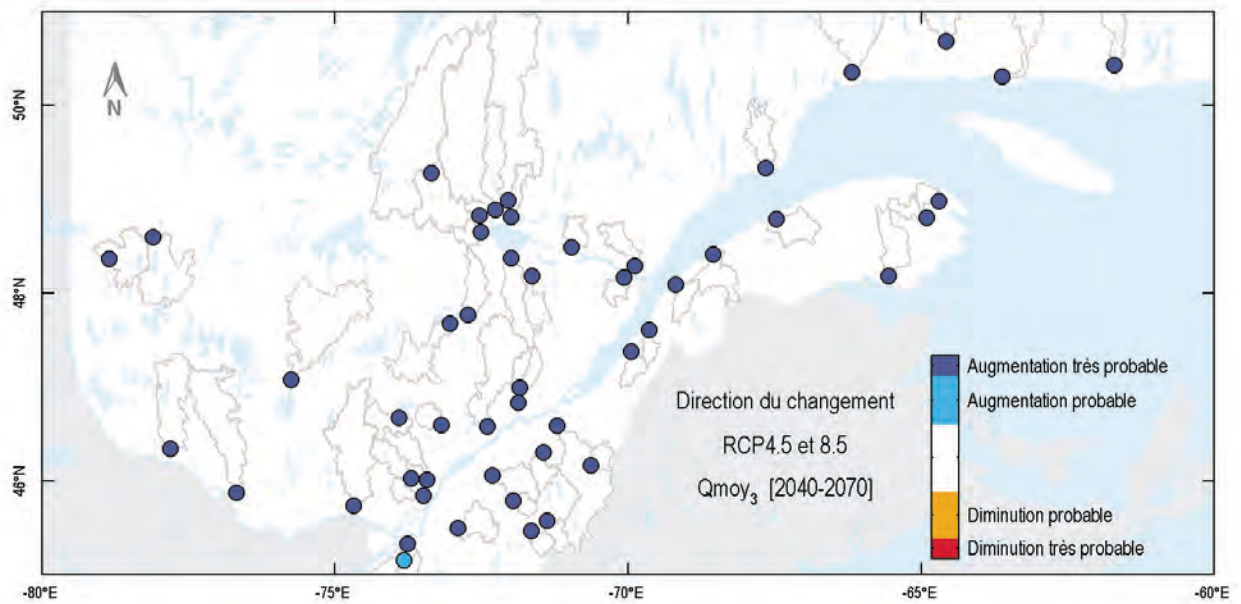 N
50°N
48°N
46°N
Direction du changement
RCP4.5 et 8.5
Qmoy₃ [2040-2070]
Augmentation très probable
Augmentation probable
Diminution probable
Diminution très probable
-80°E
-75°E
-70°E
-65°E
-60°E